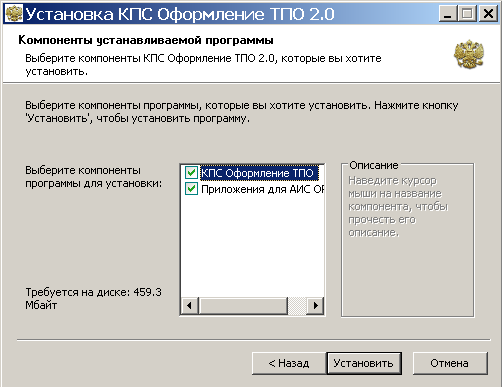 Установка КПС Оформление ТПО 2.0
Компоненты устанавливаемой программы
Выберите компоненты КПС Оформление ТПО 2.0, которые вы хотите
установить.
Выберите компоненты программы, которые вы хотите установить. Нажмите кнопку
'Установить', чтобы установить программу.
Выберите компоненты
программы для установки:
КПС Оформление ТПО
Приложения для АИС ОР
Описание
Наведите курсор
мыши на название
компонента, чтобы
прочесть его
описание.
Требуется на диске: 459.3
Мбайт
< Назад
Установить
Отмена